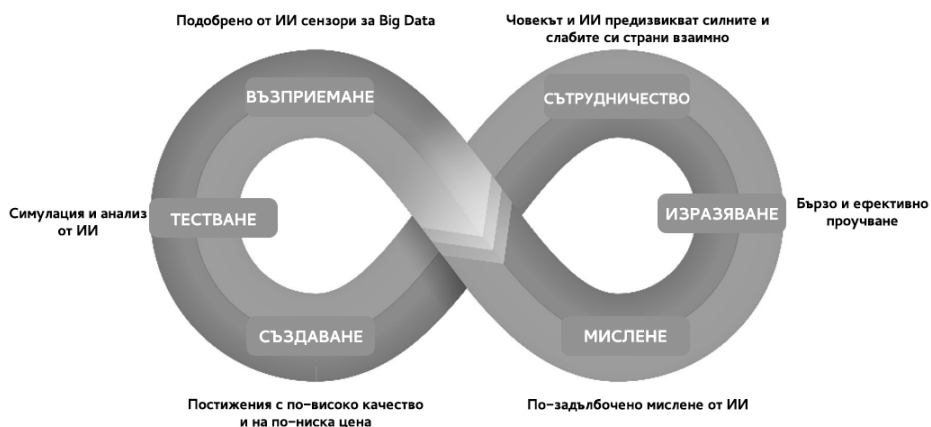 Подобрено от ИИ сензори за Big Data
Човекът и ИИ предизвикват силните и
слабите си страни взаимно
ВЪЗПРИЕМАНЕ
СЪТРУДНИЧЕСТВО
Симулация и анализ
от ИИ
ТЕСТВАНЕ
ИЗРАЗЯВАНЕ
Бързо и ефективно
проучване
СЪЗДАВАНЕ
МИСЛЕНЕ
Постижения с по-високо качество
и на по-ниска цена
По-задълбочено мислене от ИИ